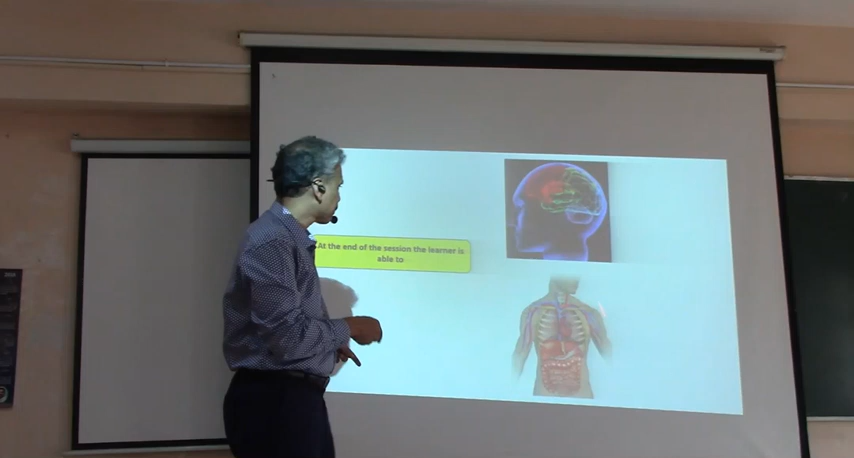 At the end of the session the learner is
able to